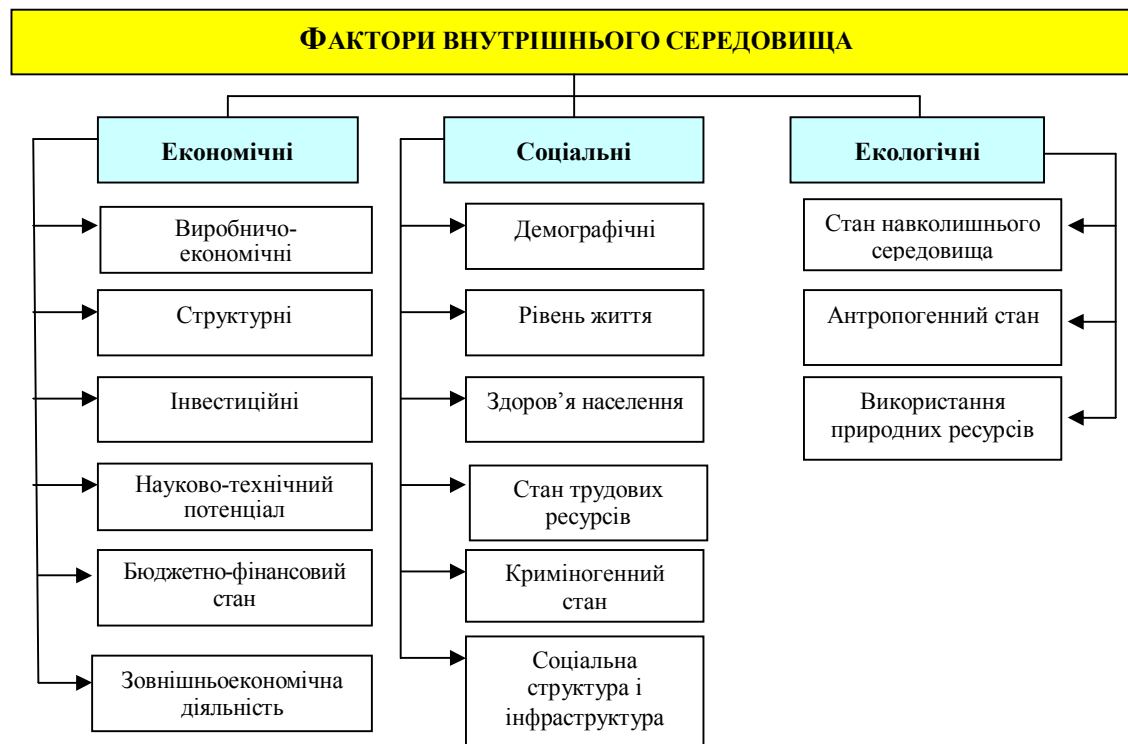 ФАКТОРИ ВНУТРІШНЬОГО СЕРЕДОВИЩА
Економічні
Соціальні
Екологічні
Виробничо-
економічні
Структурні
Інвестиційні
Науково-технічний
потенціал
Бюджетно-фінансовий
стан
Зовнішньоекономічна
діяльність
Демографічні
Рівень життя
Здоров’я населення
Стан трудових
ресурсів
Криміногенний
стан
Соціальна
структура і
інфраструктура
Стан навколишнього
середовища
Антропогенний стан
Використання
природних ресурсів